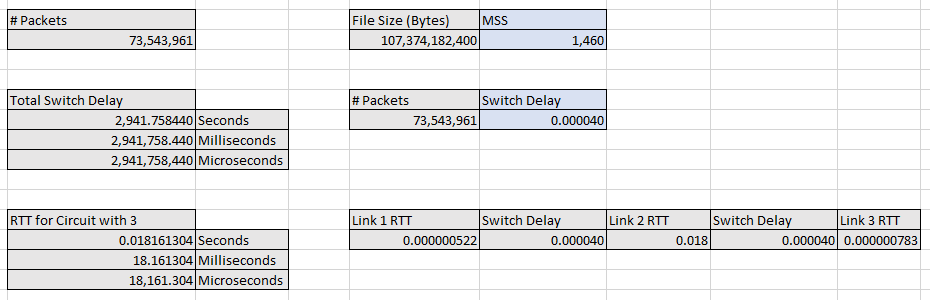 # Packets File Size (Bytes) MSS
73,543,961 107,374,182,400 1,460
Total Switch Delay # Packets Switch Delay
2,941.758440 Seconds 73,543,961 0.000040
2,941,758.440 Milliseconds
2,941,758,440 Microseconds
RTT for Circuit with 3 Link 1 RTT Switch Delay Link 2 RTT Switch Delay Link 3 RTT
0.018161304 Seconds 0.000000522 0.000040 0.018 0.000040 0.000000783
18.161304 Milliseconds
18,161.304 Microseconds